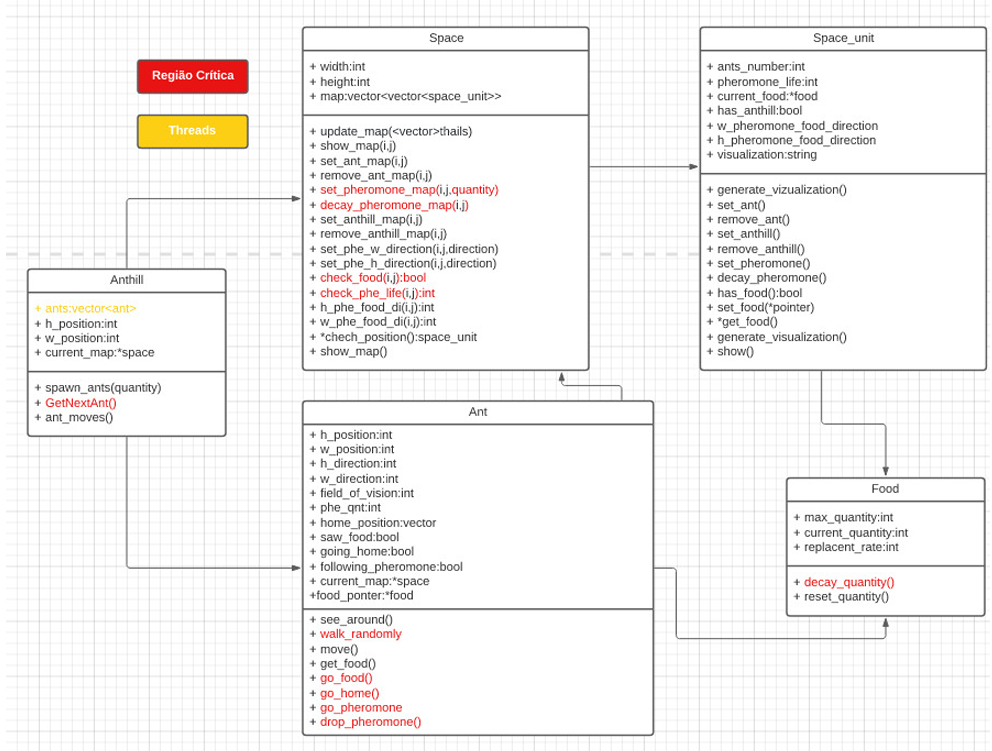 Região Crítica
Threads
Space
+ width:int
+ height:int
+ map:vector<vector<space_unit>>
+ update_map(<vector>thails)
+ show_map(i,j)
+ set_ant_map(i,j)
+ remove_ant_map(i,j)
+ set_pheromone_map(i,j,quantity)
+ decay_pheromone_map(i,j)
+ set_anthill_map(i,j)
+ remove_anthill_map(i,j)
+ set_phe_w_direction(i,j,direction)
+ set_phe_h_direction(i,j,direction)
+ check_food(i,j):bool
+ check_phe_life(i,j):int
+ h_phe_food_di(i,j):int
+ w_phe_food_di(i,j):int
+ *chech_position():space_unit
+ show_map()
Space_unit
+ ants_number:int
+ pheromone_life:int
+ current_food:*food
+ has_anthill:bool
+ w_pheromone_food_direction
+ h_pheromone_food_direction
+ visualization:string
+ generate_vizualization()
+ set_ant()
+ remove_ant()
+ set_anthill()
+ remove_anthill()
+ set_pheromone()
+ decay_pheromone()
+ has_food():bool
+ set_food(*pointer)
+ *get_food()
+ generate_visualization()
+ show()
Anthill
+ ants:vector<ant>
+ h_position:int
+ w_position:int
+ current_map:*space
+ spawn_ants(quantity)
+ GetNextAnt()
+ ant_moves()
Ant
+ h_position:int
+ w_position:int
+ h_direction:int
+ w_direction:int
+ field_of_vision:int
+ phe_qnt:int
+ home_position:vector
+ saw_food:bool
+ going_home:bool
+ following_pheromone:bool
+ current_map:*space
+food_ponter:*food
+ see_around()
+ walk_randomly
+ move()
+ get_food()
+ go_food()
+ go_home()
+ go_pheromone
+ drop_pheromone()
Food
+ max_quantity:int
+ current_quantity:int
+ replacent_rate:int
+ decay_quantity()
+ reset_quantity()